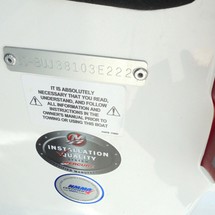 IT IS ABSOLUTELY
NECESSARY THAT YOU READ,
UNDERSTAND, AND FOLLOW
ALL INFORMATION AND
INSTRUCTIONS IN THE
OWNER'S MANUAL PRIOR TO
TOWING OR USING THIS BOAT
INSTALLATION
QUALITY
NMMA